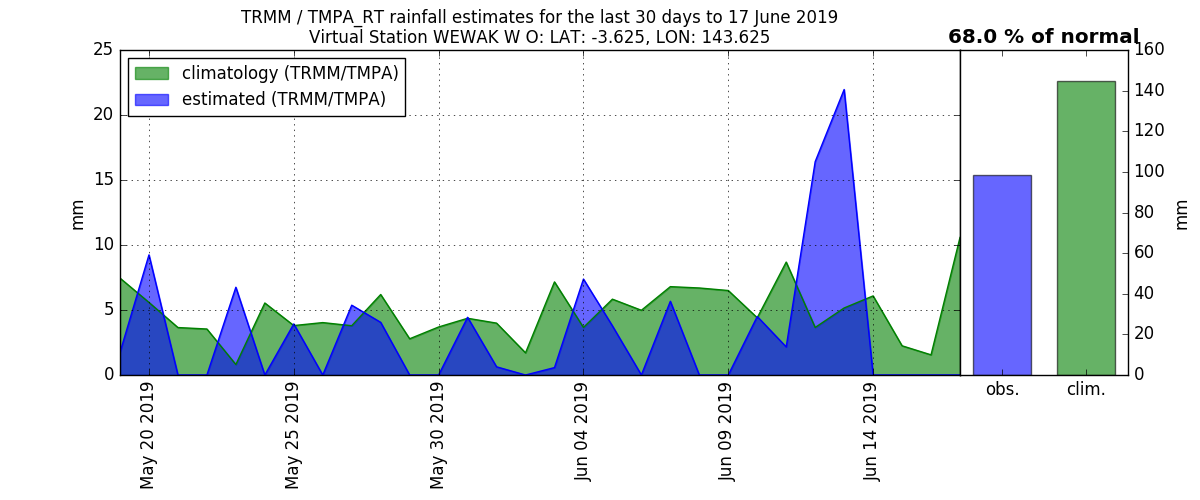 TRMM / TMPA_RT rainfall estimates for the last 30 days to 17 June 2019
Virtual Station WEWAK W O: LAT: -3.625, LON: 143.625
68.0 % of normal
climatology (TRMM/TMPA)
estimated (TRMM/TMPA)
25
20
15
10
5
0
mm
May 20 2019
May 25 2019
May 30 2019
Jun 04 2019
Jun 09 2019
Jun 14 2019
obs.
clim.
160
140
120
100
80
60
40
20
0
mm